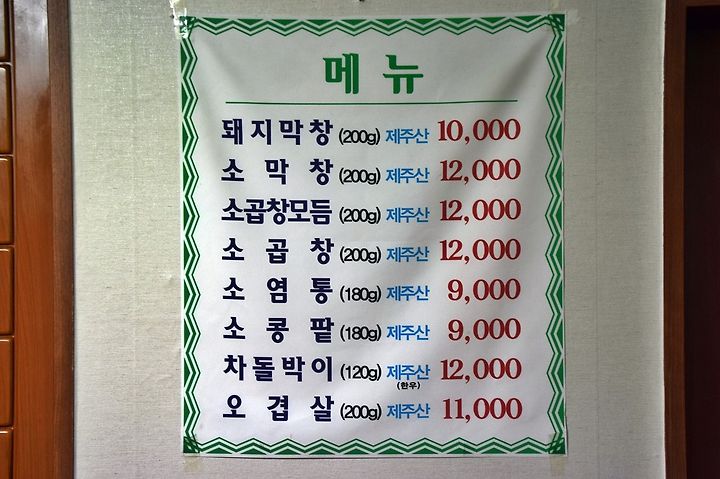 메뉴
돼지막창 (200g) 제주산 10,000
소막창 (200g) 제주산 12,000
소곱창모듬 (200g) 제주산 12,000
소곱창 (200g) 제주산 12,000
소염통 (180g) 제주산 9,000
소콩팥 (180g) 제주산 9,000
차돌박이 (120g) 제주산 12,000
(한우)
오겹살 (200g) 제주산 11,000